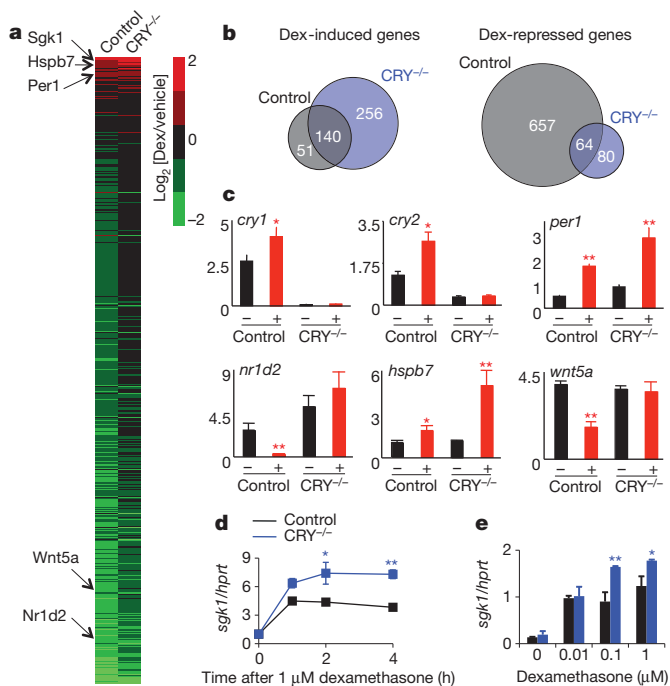 a
Sgk1
Hspb7
Per1
Control
CRY−/−
2
0
−2
Log2 [Dex/vehicle]
Wnt5a
Nr1d2
b
Dex-induced genes
Control
CRY−/−
51
140
256
Dex-repressed genes
Control
CRY−/−
657
64
80
c
cry1
5
2.5
0
*
− + − +
Control CRY−/−
cry2
3.5
1.75
0
*
− + − +
Control CRY−/−
per1
3
2
1
0
** **
− + − +
Control CRY−/−
nr1d2
9
4.5
0
**
− + − +
Control CRY−/−
hspb7
6
3
0
* **
− + − +
Control CRY−/−
wnt5a
4.5
0
**
− + − +
Control CRY−/−
d
Control
CRY−/−
sgk1/hprt
9
6
3
0
* **
0 2 4
Time after 1 μM dexamethasone (h)
e
sgk1/hprt
2
1
0
** *
0 0.01 0.1 1
Dexamethasone (μM)